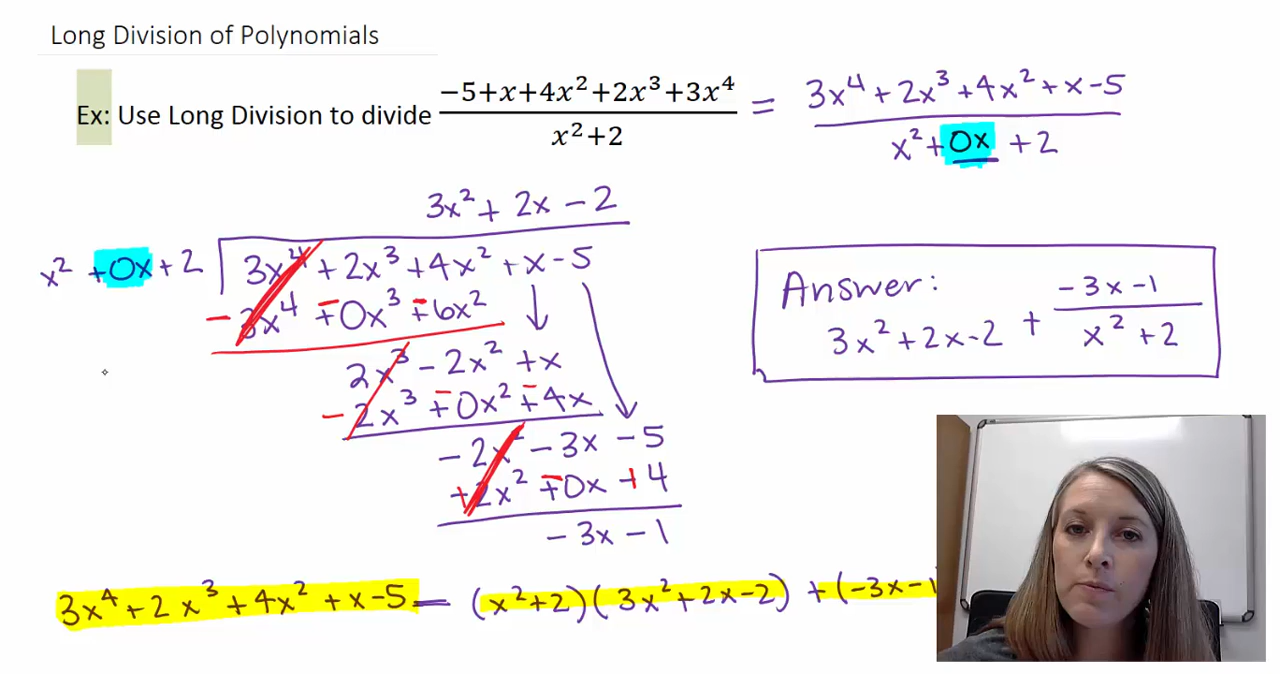 Long Division of Polynomials
Ex: Use Long Division to divide (−5+x+4x²+2x³+3x⁴)/(x²+2) = (3x⁴+2x³+4x²+x-5)/(x²+0x+2)
3x²+2x-2
x²+0x+2 3x⁴+2x³+4x²+x-5
-3x⁴ ∓0x³ ∓6x²
2x³-2x²+x
-2x³ ∓0x² ∓4x
-2x²-3x-5
+2x² ∓0x +4
-3x-1
Answer:
3x²+2x-2 + (-3x-1)/(x²+2)
3x⁴+2x³+4x²+x-5 = (x²+2)(3x²+2x-2)+(-3x-1